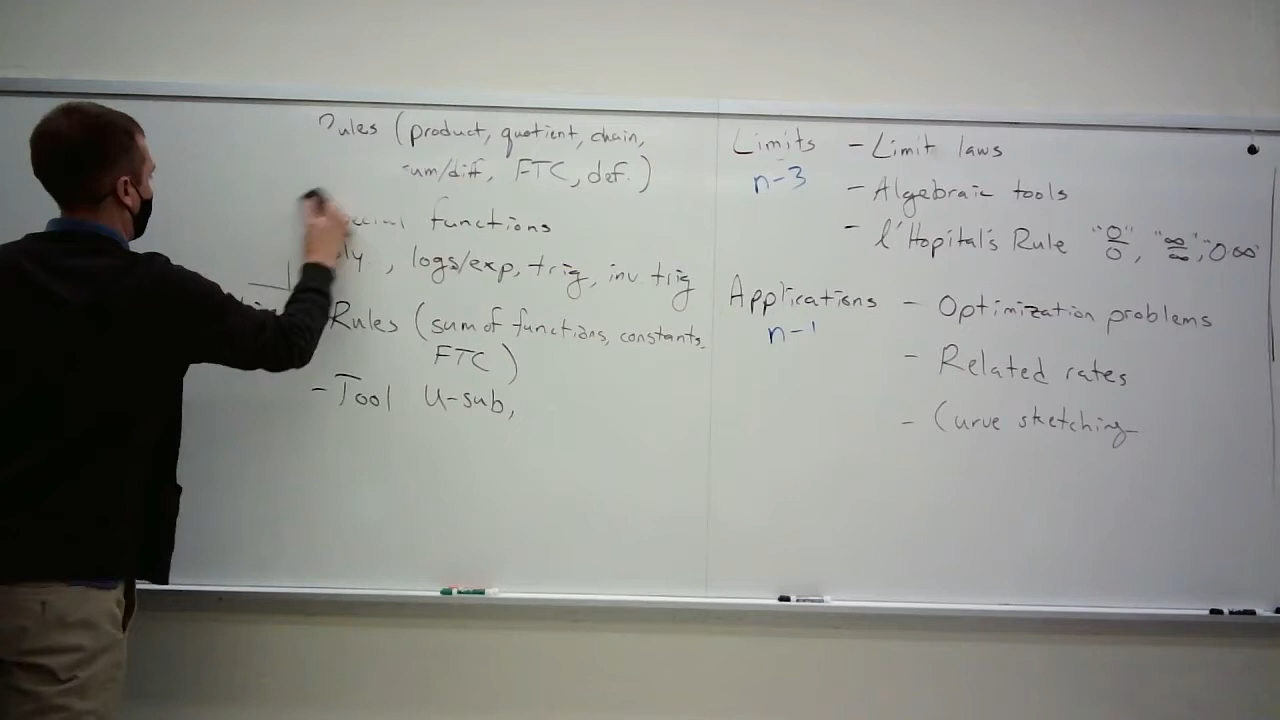 Rules (product, quotient, chain,
sum/diff, FTC, def.)
functions
, logs/exp, trig, inv trig
Rules (sum of functions, constants,
FTC)
- Tool u-sub,
Limits - Limit laws
n-3
- Algebraic tools
- l'Hopital's Rule "0/0", "∞/∞", "0·∞"
Applications - Optimization problems
n-1
- Related rates
- Curve sketching